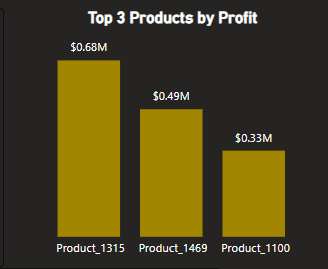 Top 3 Products by Profit
$0.68M
$0.49M
$0.33M
Product_1315 Product_1469 Product_1100